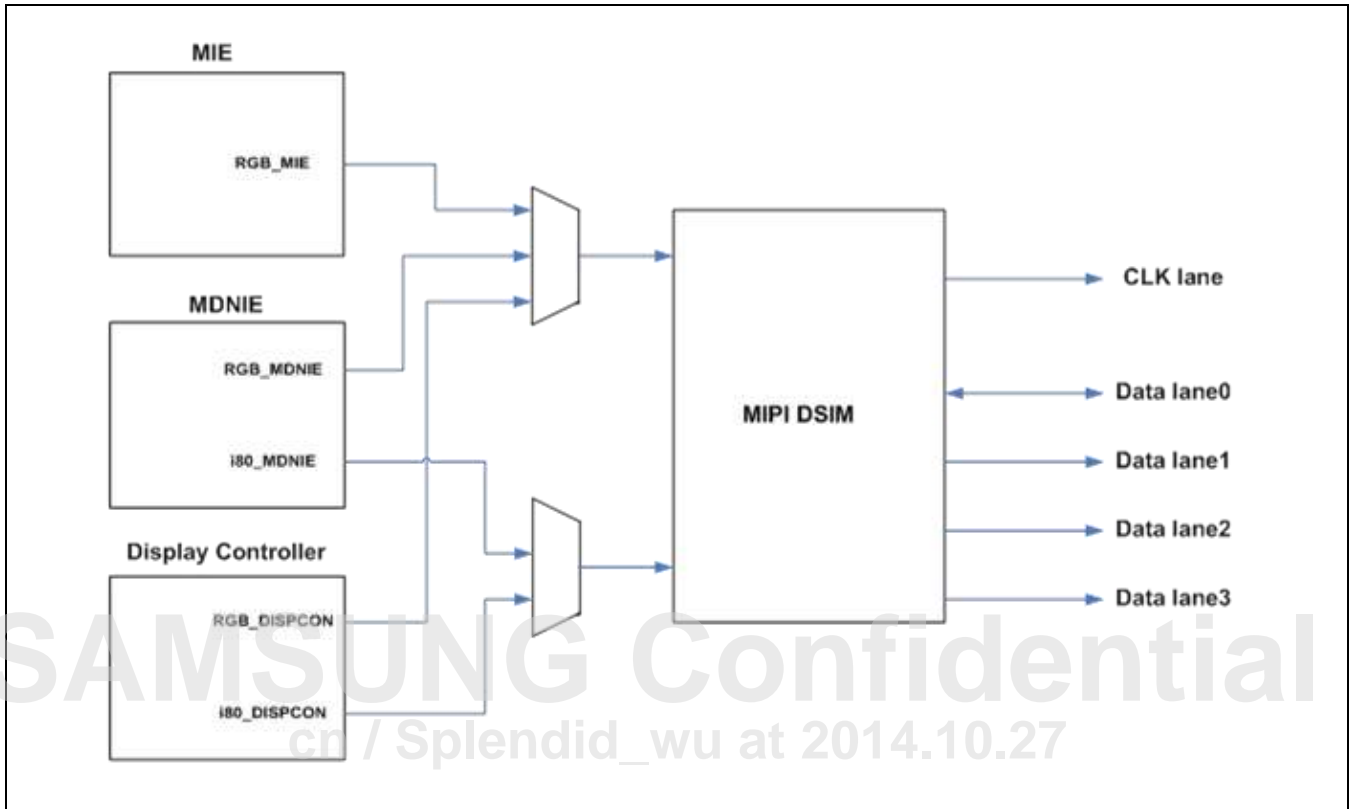 MIE
RGB_MIE
MDNIE
RGB_MDNIE
i80_MDNIE
Display Controller
RGB_DISPCON
i80_DISPCON
MIPI DSIM
CLK lane
Data lane0
Data lane1
Data lane2
Data lane3
SAMSUNG Confidential
cn / Splendid_wu at 2014.10.27